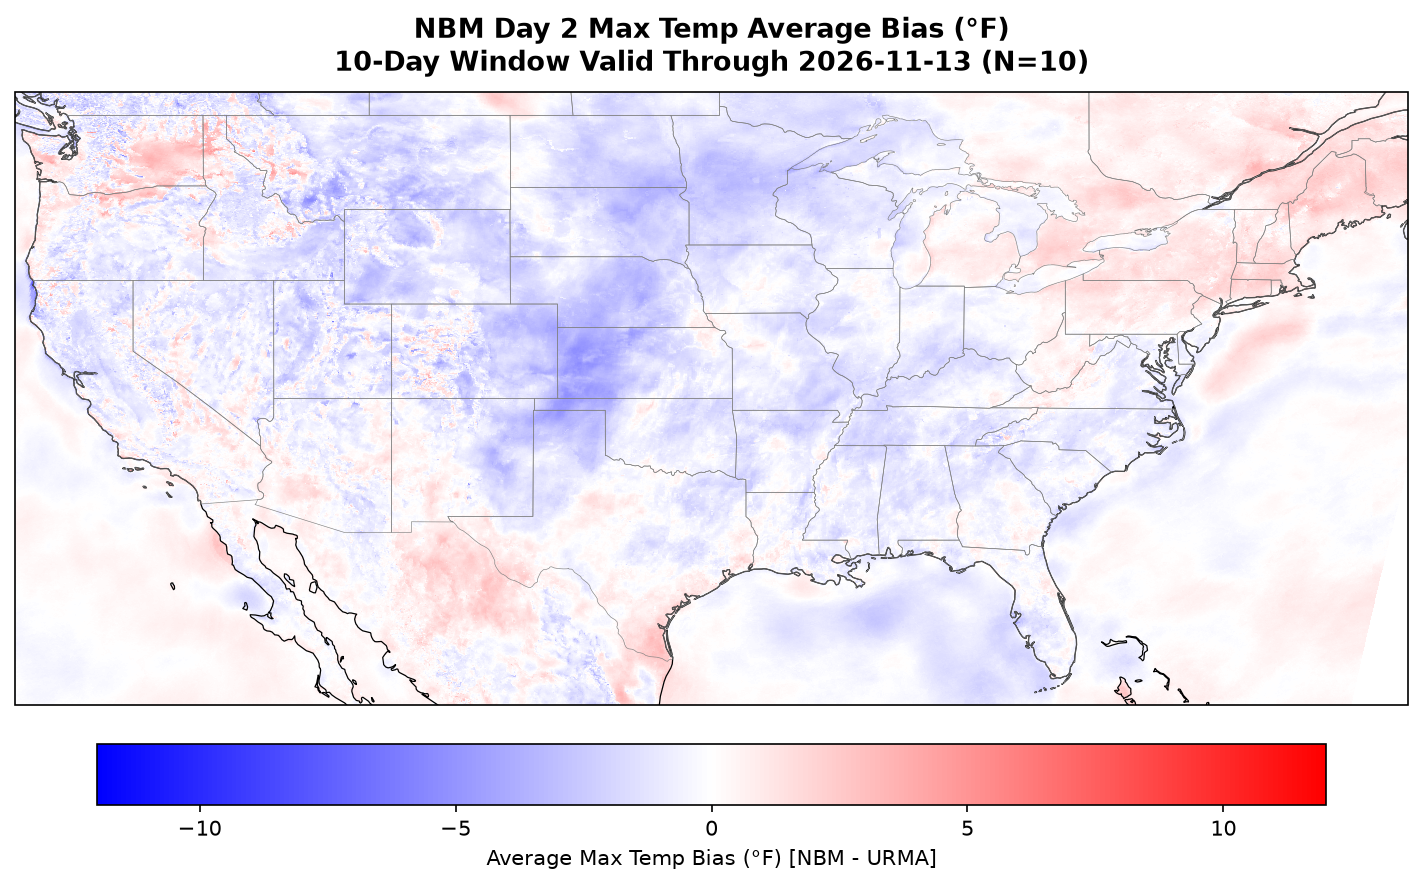 NBM Day 2 Max Temp Average Bias (°F)
10-Day Window Valid Through 2026-11-13 (N=10)
−10 −5 0 5 10
Average Max Temp Bias (°F) [NBM - URMA]